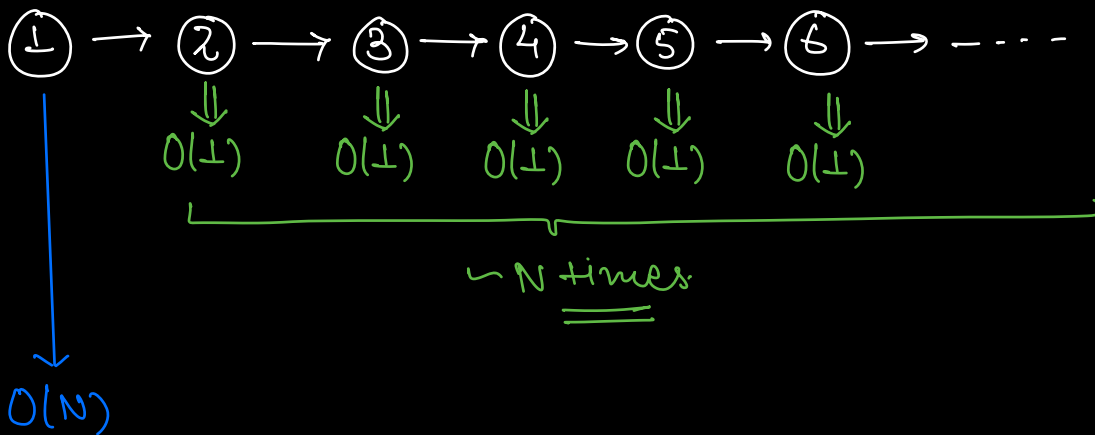 1 → 2 → 3 → 4 → 5 → 6 → - - - - -
O(1) O(1) O(1) O(1) O(1)
~ N times.
O(N)